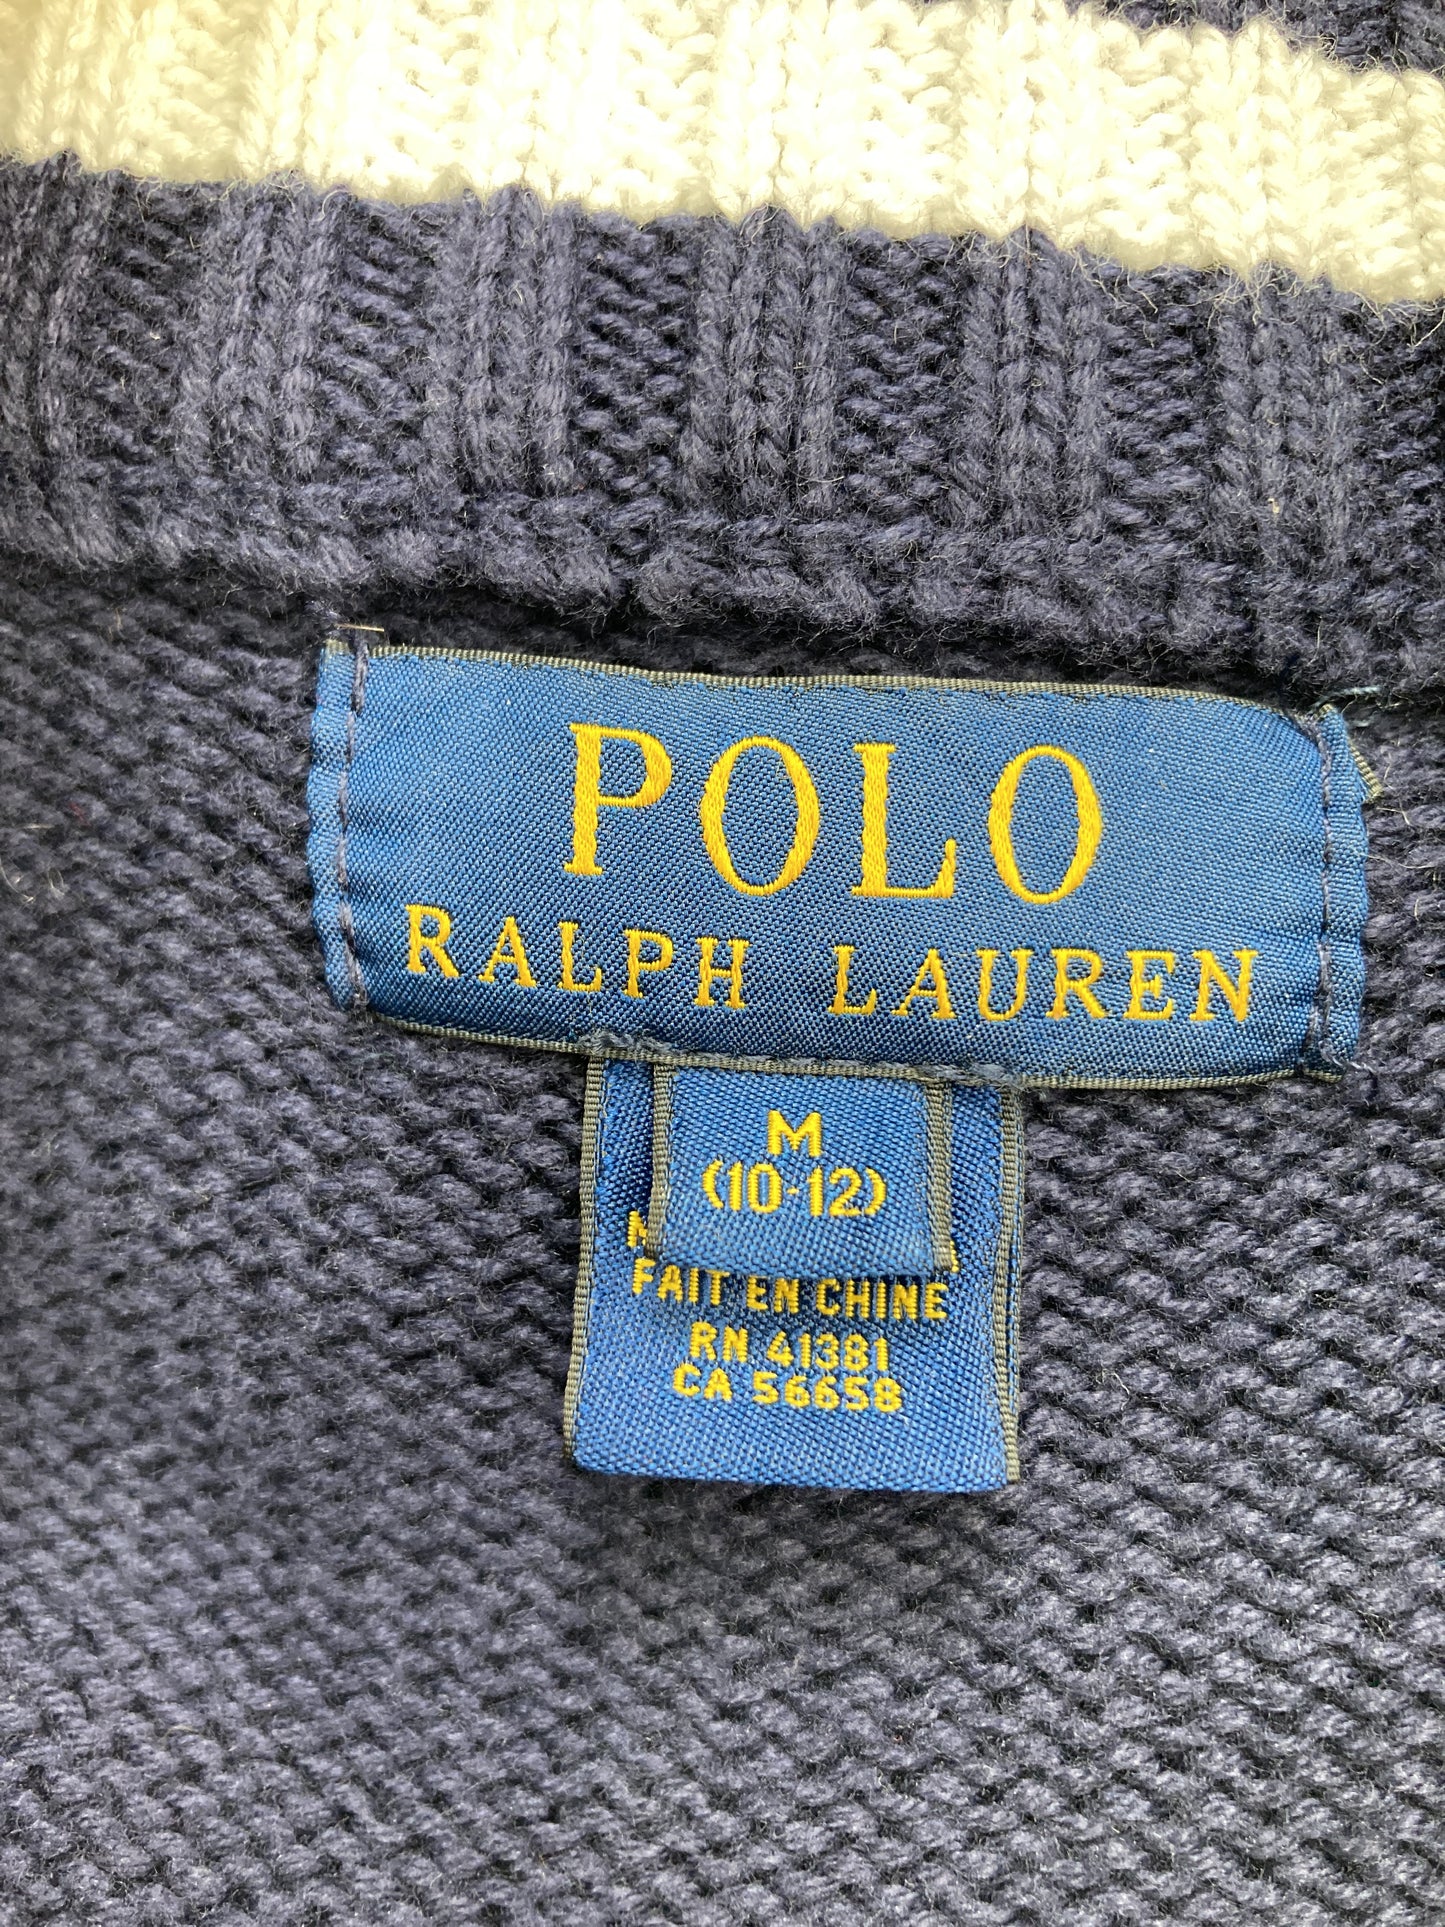 POLO
RALPH LAUREN
M
(10-12)
FAIT EN CHINE
RN 41381
CA 56658